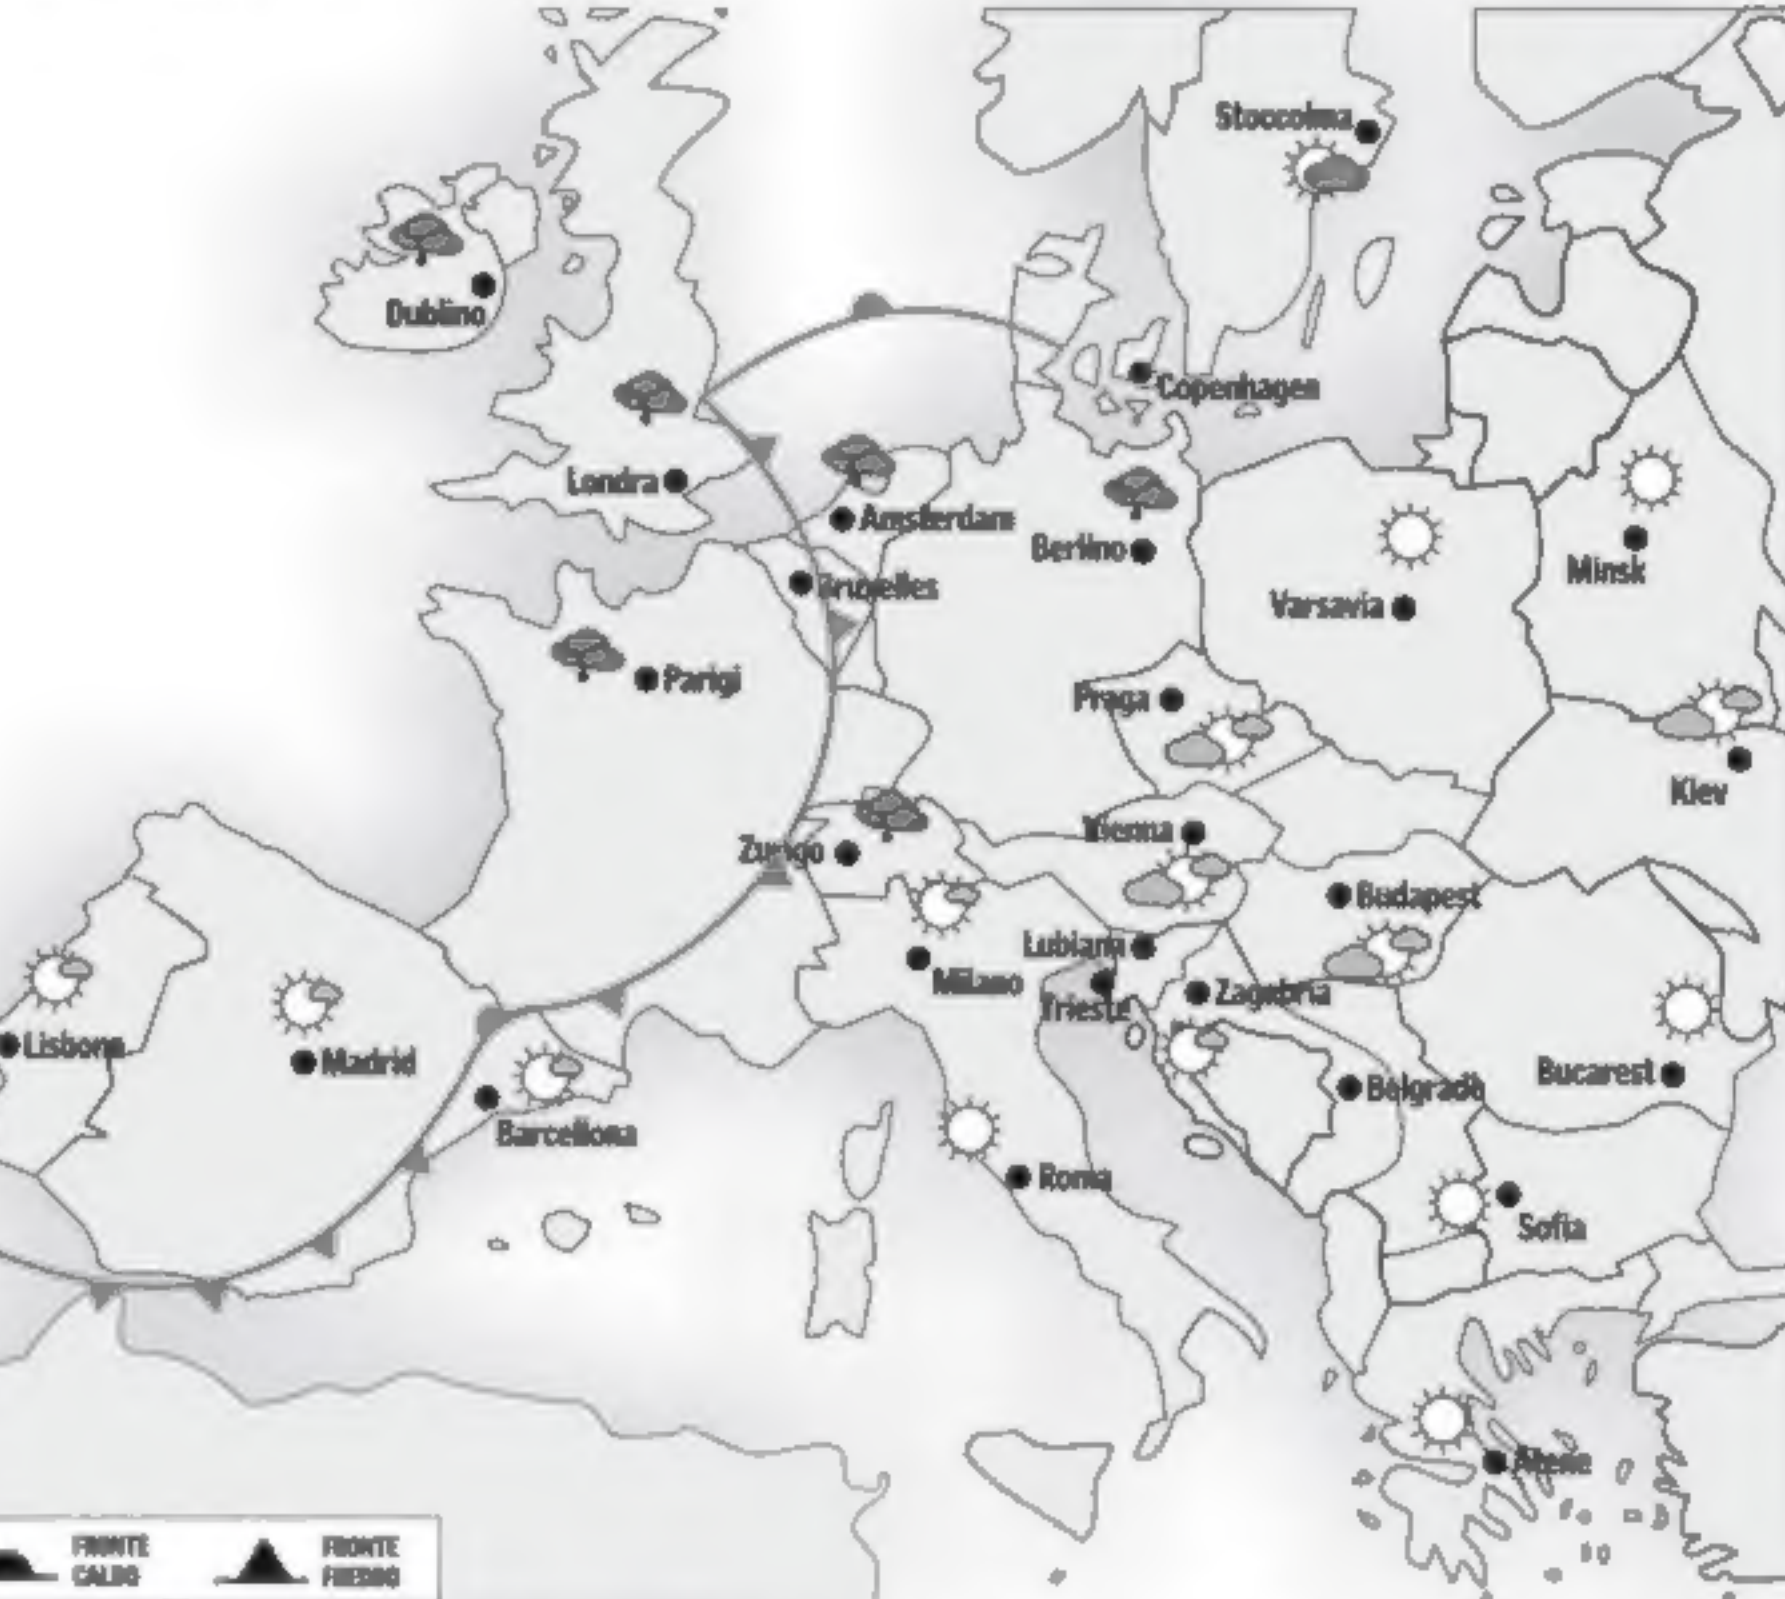 Stoccolma
Dublino
Copenhagen
Londra
Amsterdam
Berlino
Bruxelles
Varsavia
Minsk
Parigi
Praga
Kiev
Vienna
Zurigo
Budapest
Lubiana
Milano
Trieste
Zagabria
Lisbona
Madrid
Belgrado
Bucarest
Barcellona
Roma
Sofia
Atene
FRONTE
CALDO
FRONTE
FREDDO